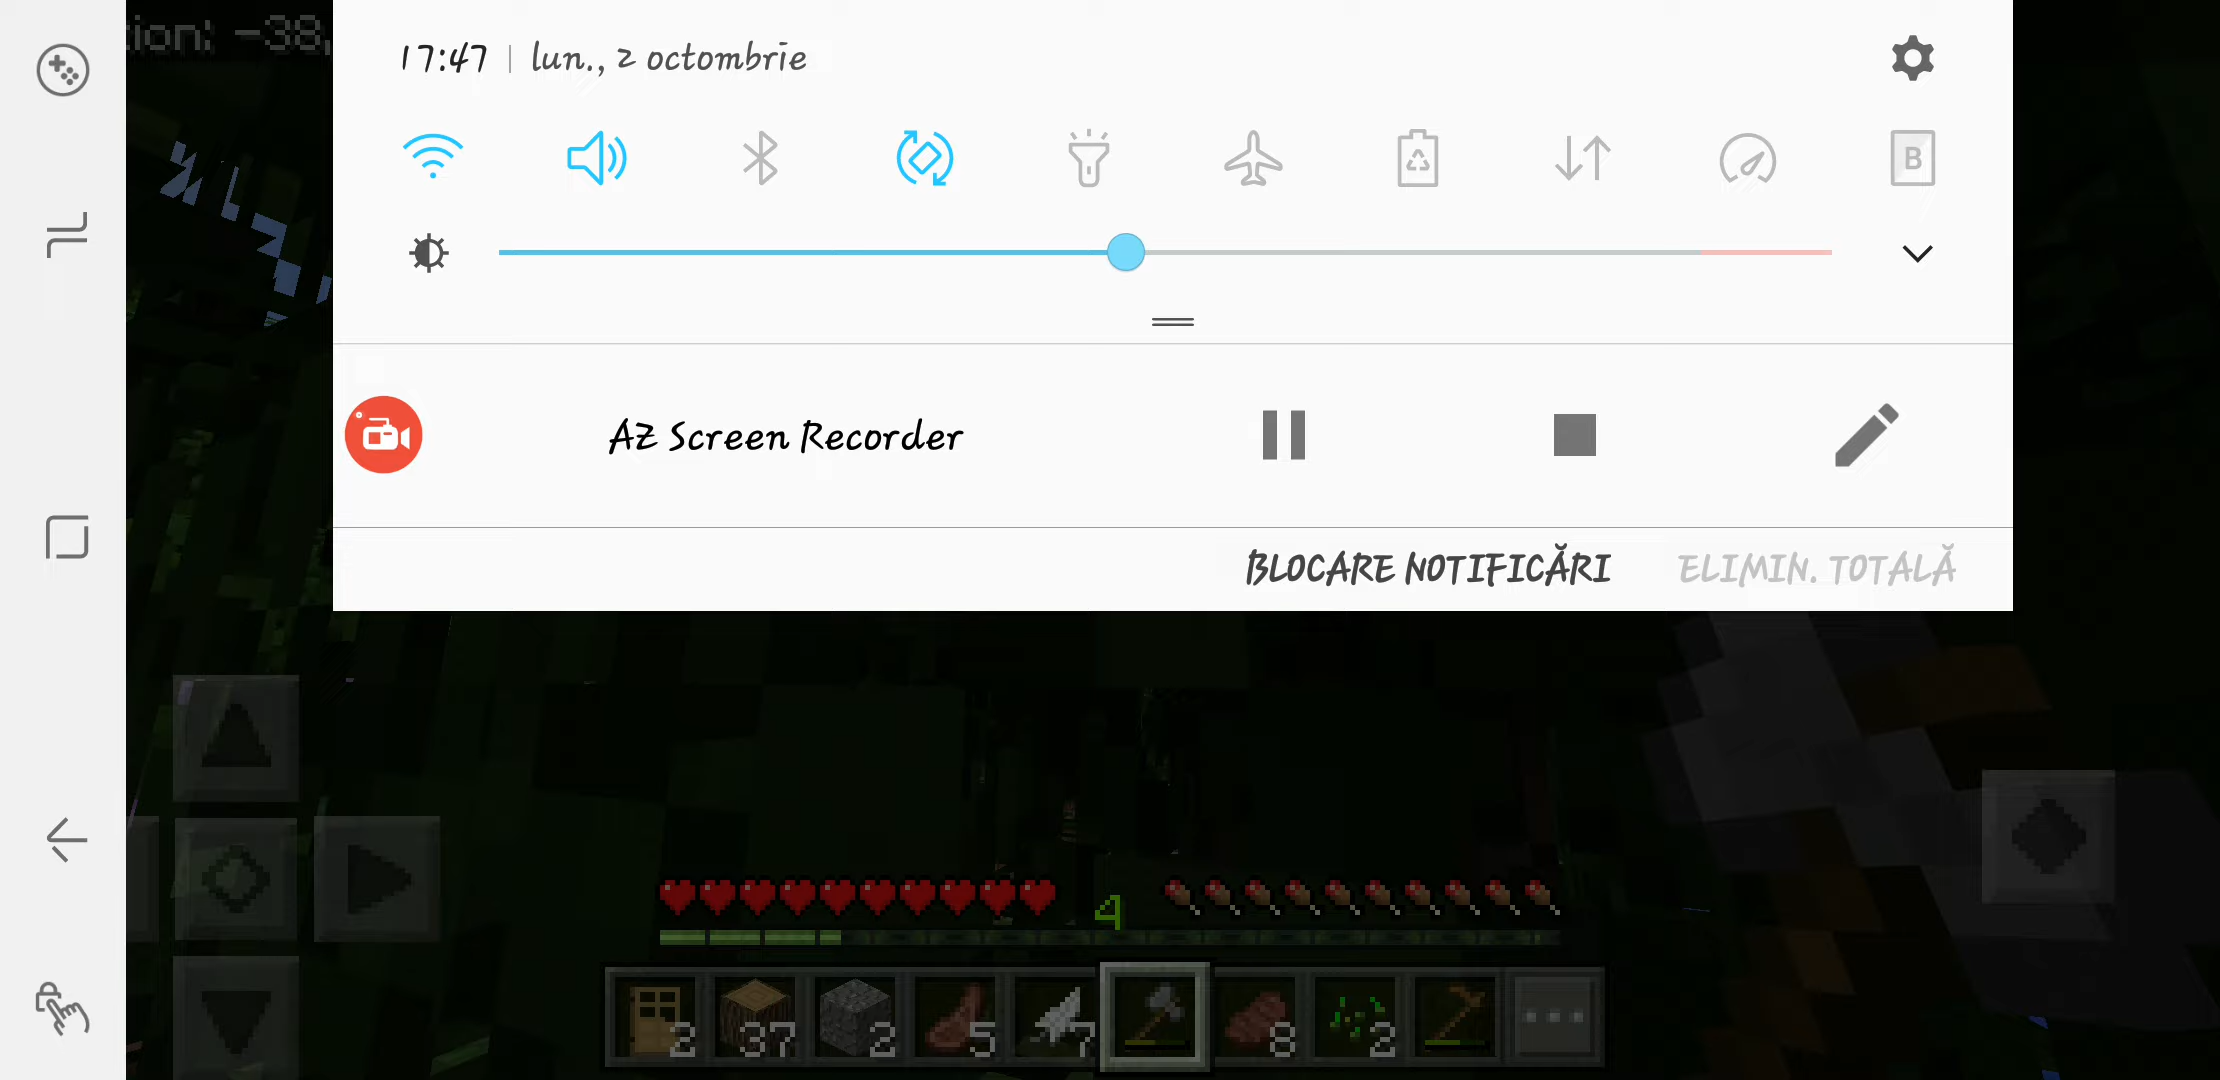 tion: -38,
17:47 | lun., 2 octombrie
B
AZ Screen Recorder
BLOCARE NOTIFICĂRI ELIMIN. TOTALĂ
4
2 37 2 5 7 8 2